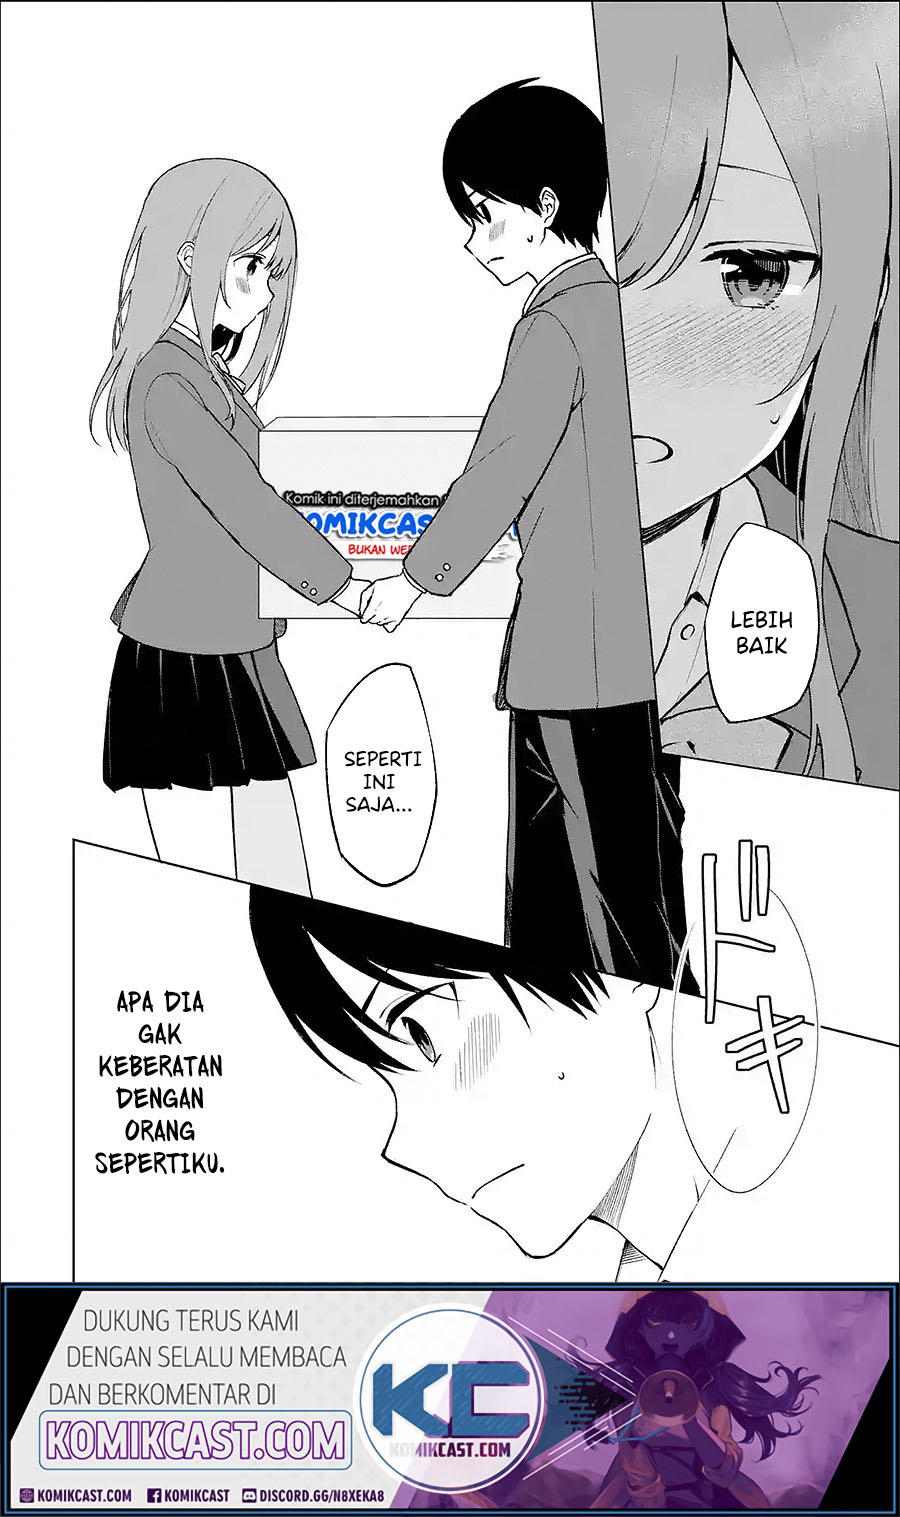 LEBIH
BAIK
Komik ini diterjemahkan
KOMIKCAS
BUKAN WEB
SEPERTI
INI
SAJA...
ドキ
APA DIA
GAK
KEBERATAN
DENGAN
ORANG
SEPERTIKU.
DUKUNG TERUS KAMI
DENGAN SELALU MEMBACA
DAN BERKOMENTAR DI
KOMIKCAST.COM
KC
KOMIKCAST.COM
KOMIKCAST.COM KOMIKCAST DISCORD.GG/N8XEKA8